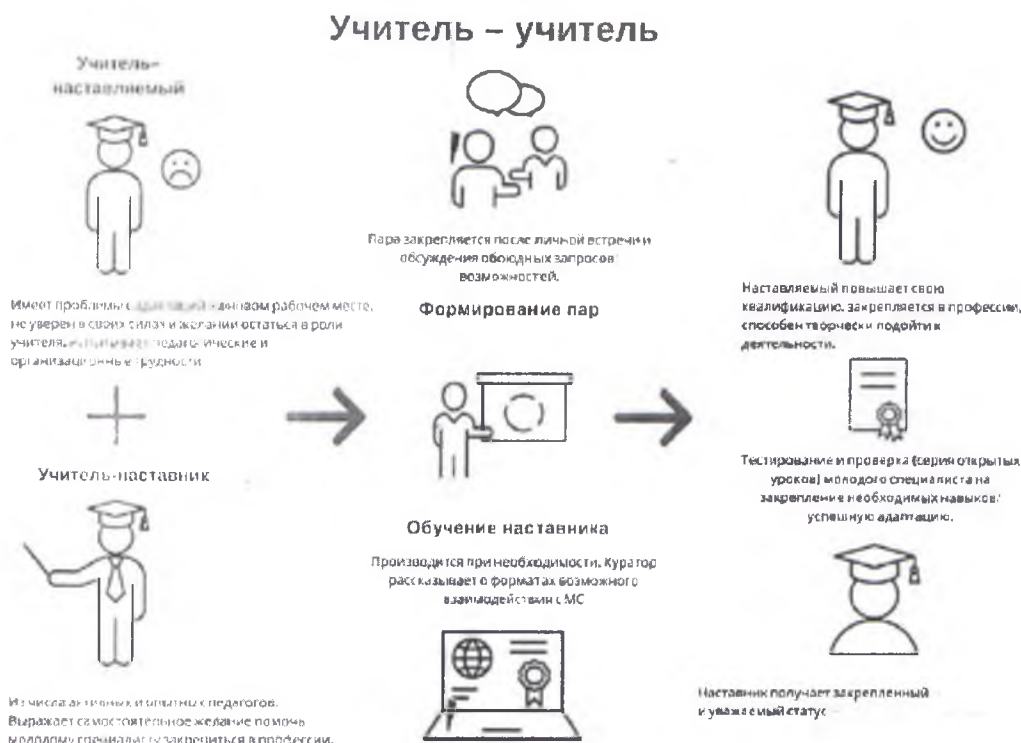 Учитель – учитель
Учитель–
наставляемый
Имеет проблемы с адаптацией на новом рабочем месте,
не уверен в своих силах и желании остаться в роли
учителя, испытывает педагогические и
организационные трудности
Учитель-наставник
Из числа активных и опытных педагогов.
Выражает самостоятельное желание помочь
молодому специалисту закрепиться в профессии.
Пара закрепляется после личной встречи и
обсуждения обоюдных запросов
возможностей.
Формирование пар
Обучение наставника
Производится при необходимости. Куратор
рассказывает о форматах возможного
взаимодействия с МС
Наставляемый повышает свою
квалификацию, закрепляется в профессии,
способен творчески подойти к
деятельности.
Тестирование и проверка (серия открытых
уроков) молодого специалиста на
закрепление необходимых навыков/
успешную адаптацию.
Наставник получает закрепленный
и уважаемый статус